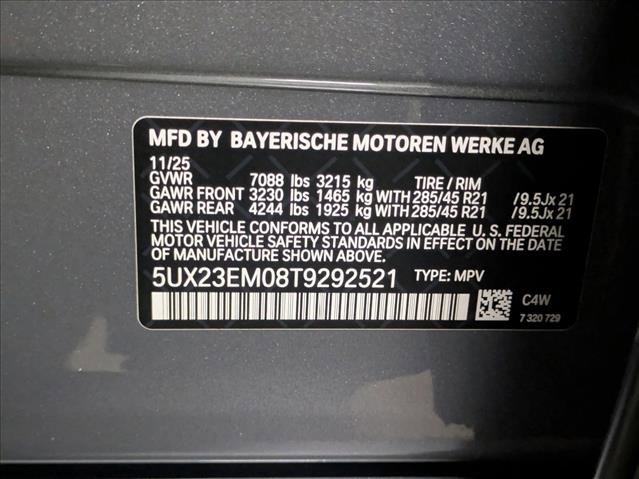 MFD BY BAYERISCHE MOTOREN WERKE AG
11/25
GVWR 7088 lbs 3215 kg TIRE / RIM
GAWR FRONT 3230 lbs 1465 kg WITH 285/45 R21 /9.5Jx 21
GAWR REAR 4244 lbs 1925 kg WITH 285/45 R21 /9.5Jx 21
THIS VEHICLE CONFORMS TO ALL APPLICABLE U. S. FEDERAL
MOTOR VEHICLE SAFETY STANDARDS IN EFFECT ON THE DATE
OF MANUFACTURE SHOWN ABOVE.
5UX23EM08T9292521 TYPE: MPV
C4W
7 320 729